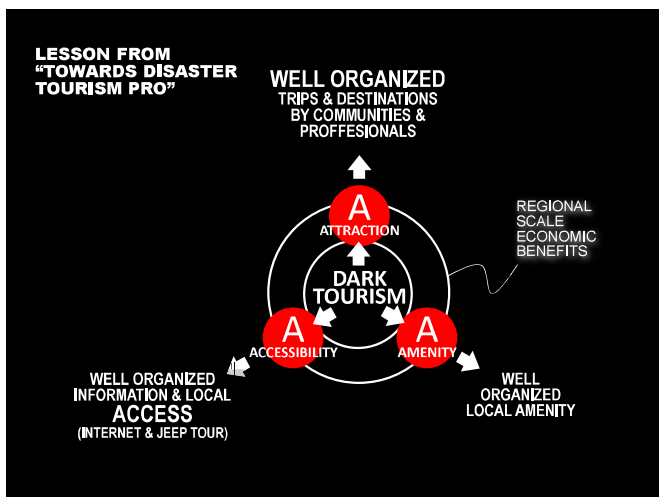 LESSON FROM
“TOWARDS DISASTER
TOURISM PRO”
WELL ORGANIZED
TRIPS & DESTINATIONS
BY COMMUNITIES &
PROFFESIONALS
A
ATTRACTION
REGIONAL
SCALE
ECONOMIC
BENEFITS
DARK
TOURISM
A
ACCESSIBILITY
A
AMENITY
WELL ORGANIZED
INFORMATION & LOCAL
ACCESS
(INTERNET & JEEP TOUR)
WELL
ORGANIZED
LOCAL AMENITY